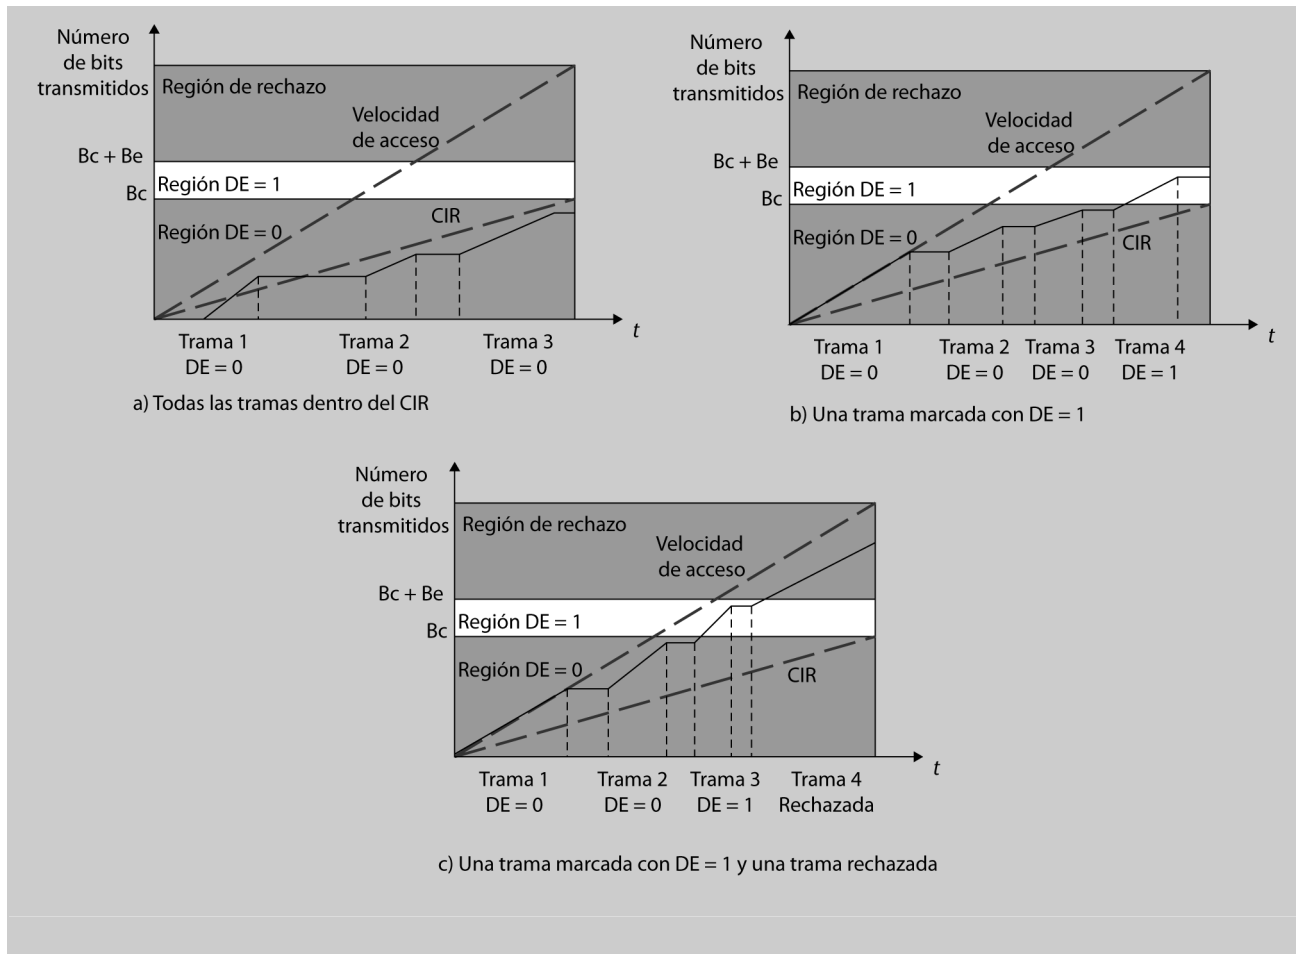 Número
de bits
transmitidos
Región de rechazo
Velocidad
de acceso
Bc + Be
Región DE = 1
Bc
CIR
Región DE = 0
t
Trama 1
DE = 0
Trama 2
DE = 0
Trama 3
DE = 0
a) Todas las tramas dentro del CIR
Número
de bits
transmitidos
Región de rechazo
Velocidad
de acceso
Bc + Be
Región DE = 1
Bc
Región DE = 0
CIR
t
Trama 1
DE = 0
Trama 2
DE = 0
Trama 3
DE = 0
Trama 4
DE = 1
b) Una trama marcada con DE = 1
Número
de bits
transmitidos
Región de rechazo
Velocidad
de acceso
Bc + Be
Región DE = 1
Bc
Región DE = 0
CIR
t
Trama 1
DE = 0
Trama 2
DE = 0
Trama 3
DE = 1
Trama 4
Rechazada
c) Una trama marcada con DE = 1 y una trama rechazada